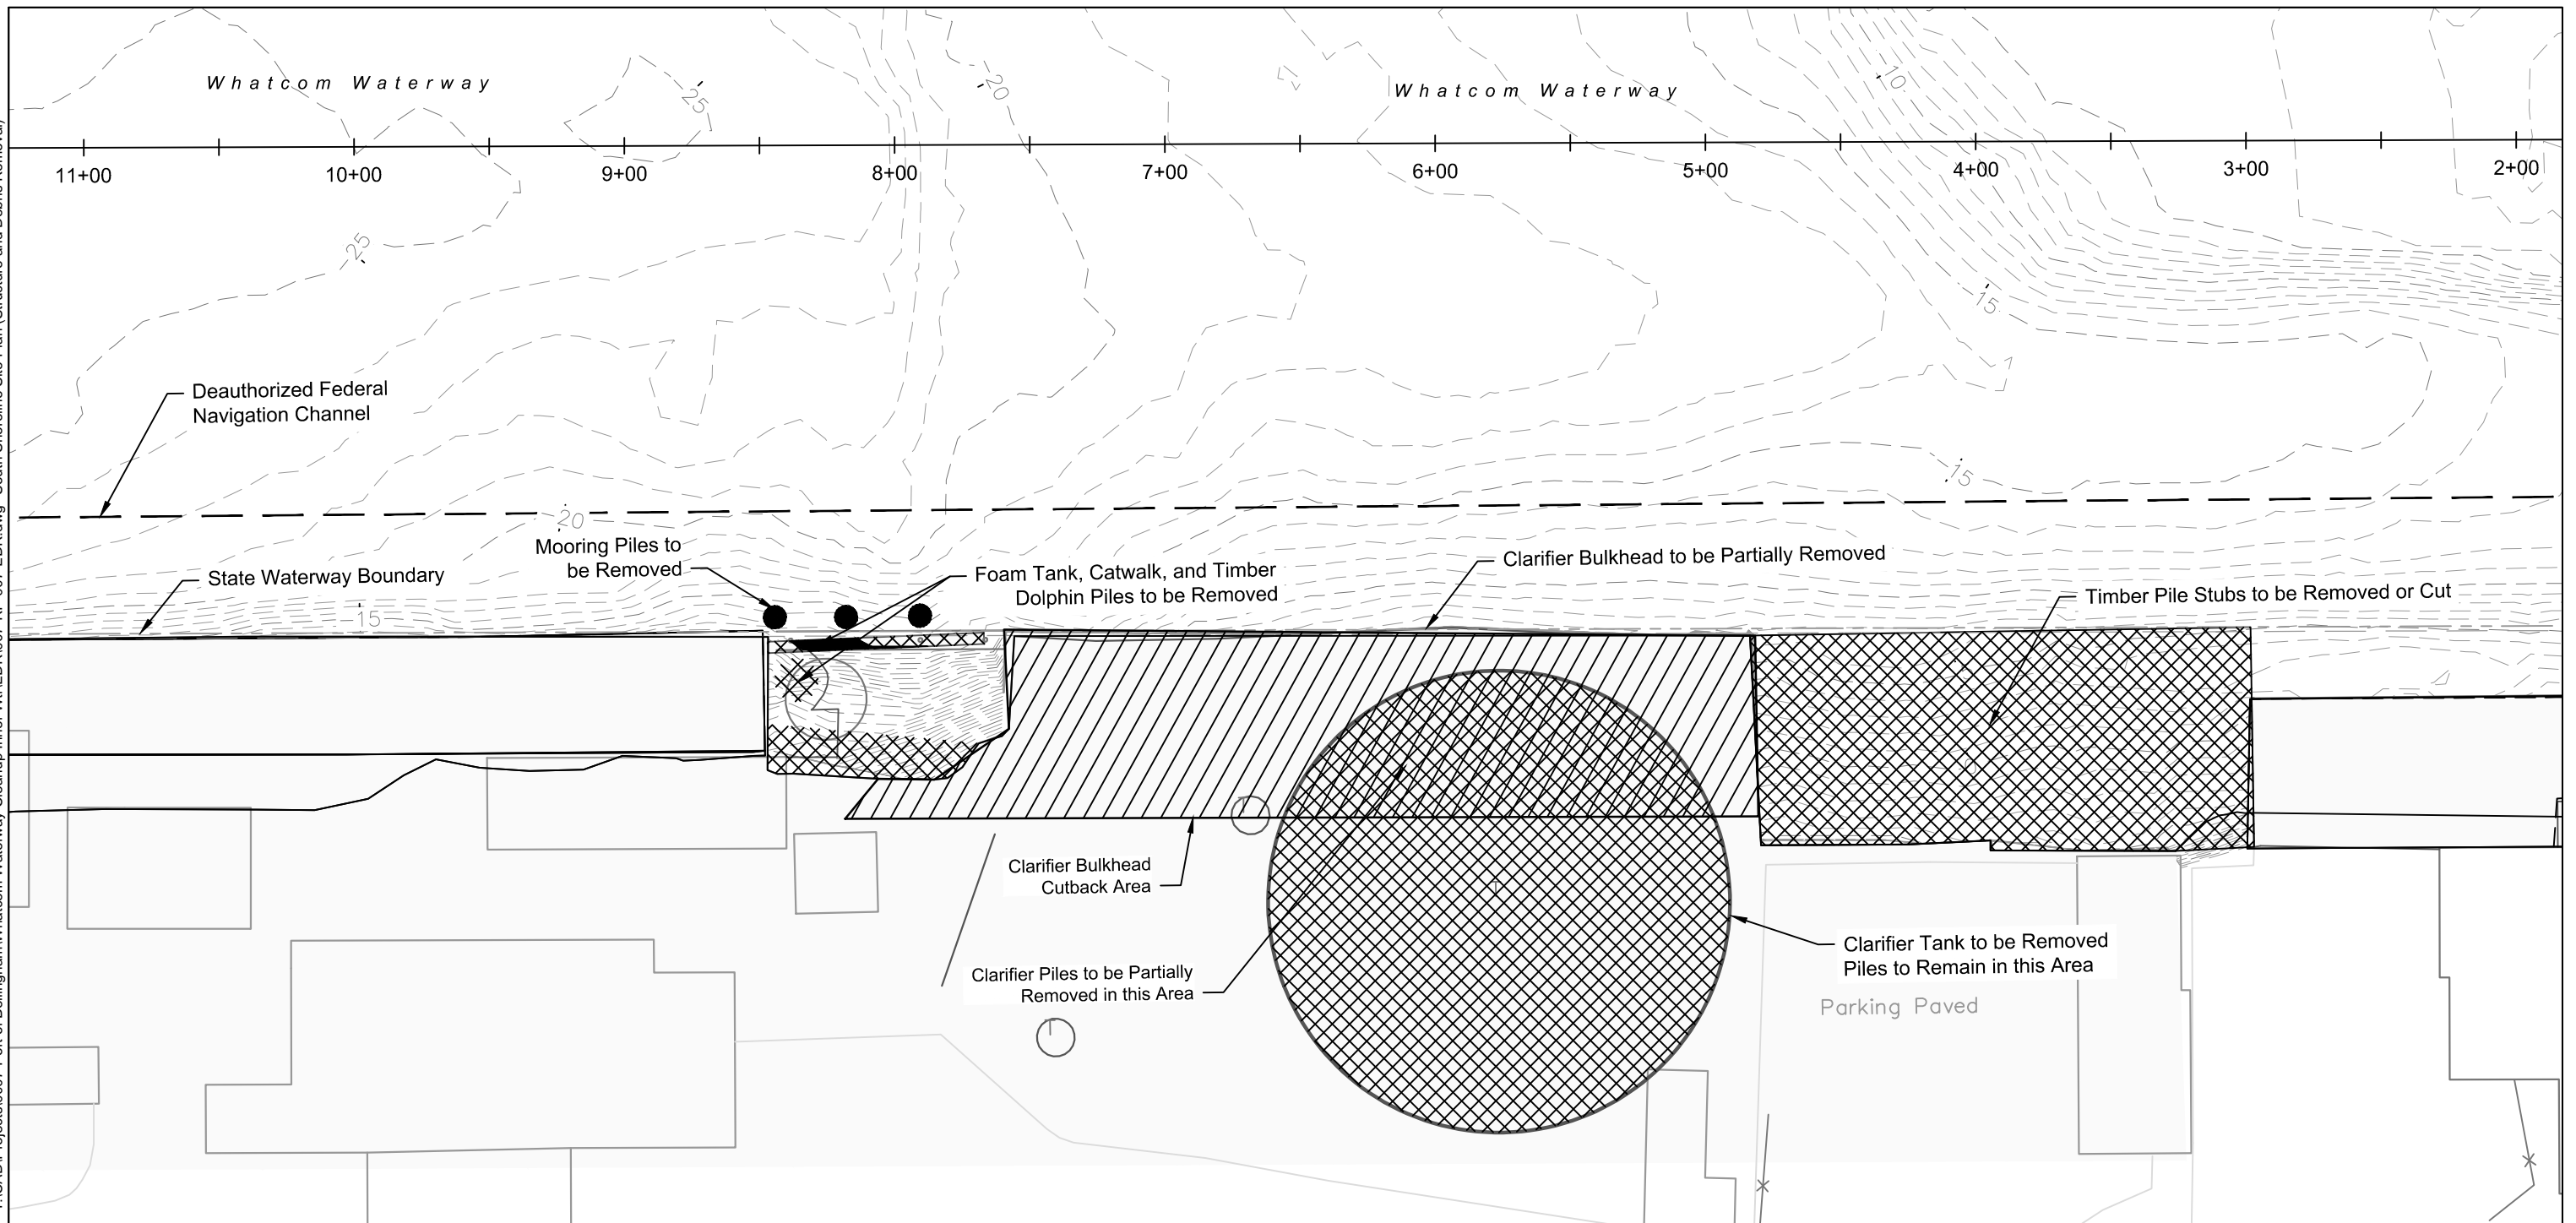 Whatcom Waterway
Whatcom Waterway
25
20
10
11+00
10+00
9+00
8+00
7+00
6+00
5+00
4+00
3+00
2+00
25
15
Deauthorized Federal
Navigation Channel
15
20
Mooring Piles to
be Removed
Clarifier Bulkhead to be Partially Removed
Foam Tank, Catwalk, and Timber
Dolphin Piles to be Removed
State Waterway Boundary
Timber Pile Stubs to be Removed or Cut
15
Clarifier Bulkhead
Cutback Area
Clarifier Tank to be Removed
Piles to Remain in this Area
Clarifier Piles to be Partially
Removed in this Area
Parking Paved